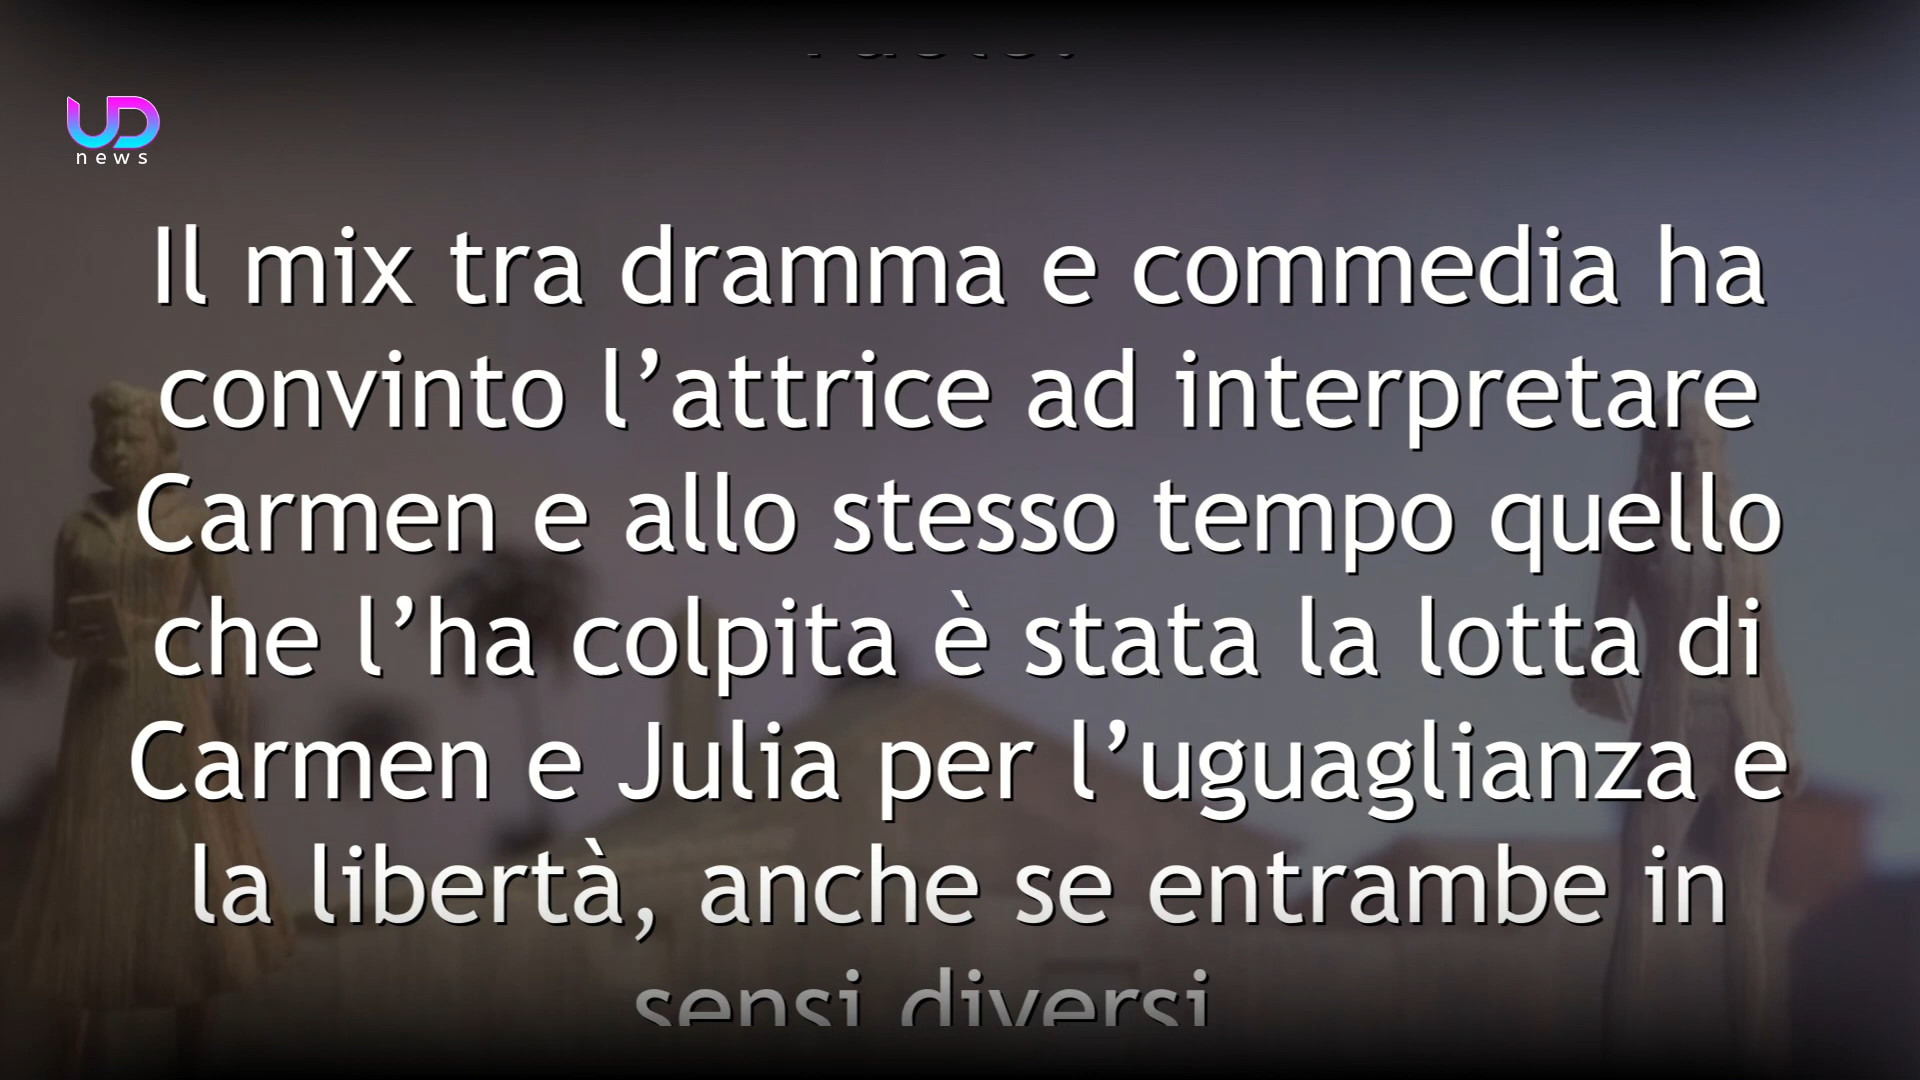 UD
news
Il mix tra dramma e commedia ha
convinto l’attrice ad interpretare
Carmen e allo stesso tempo quello
che l’ha colpita è stata la lotta di
Carmen e Julia per l’uguaglianza e
la libertà, anche se entrambe in
sensi diversi